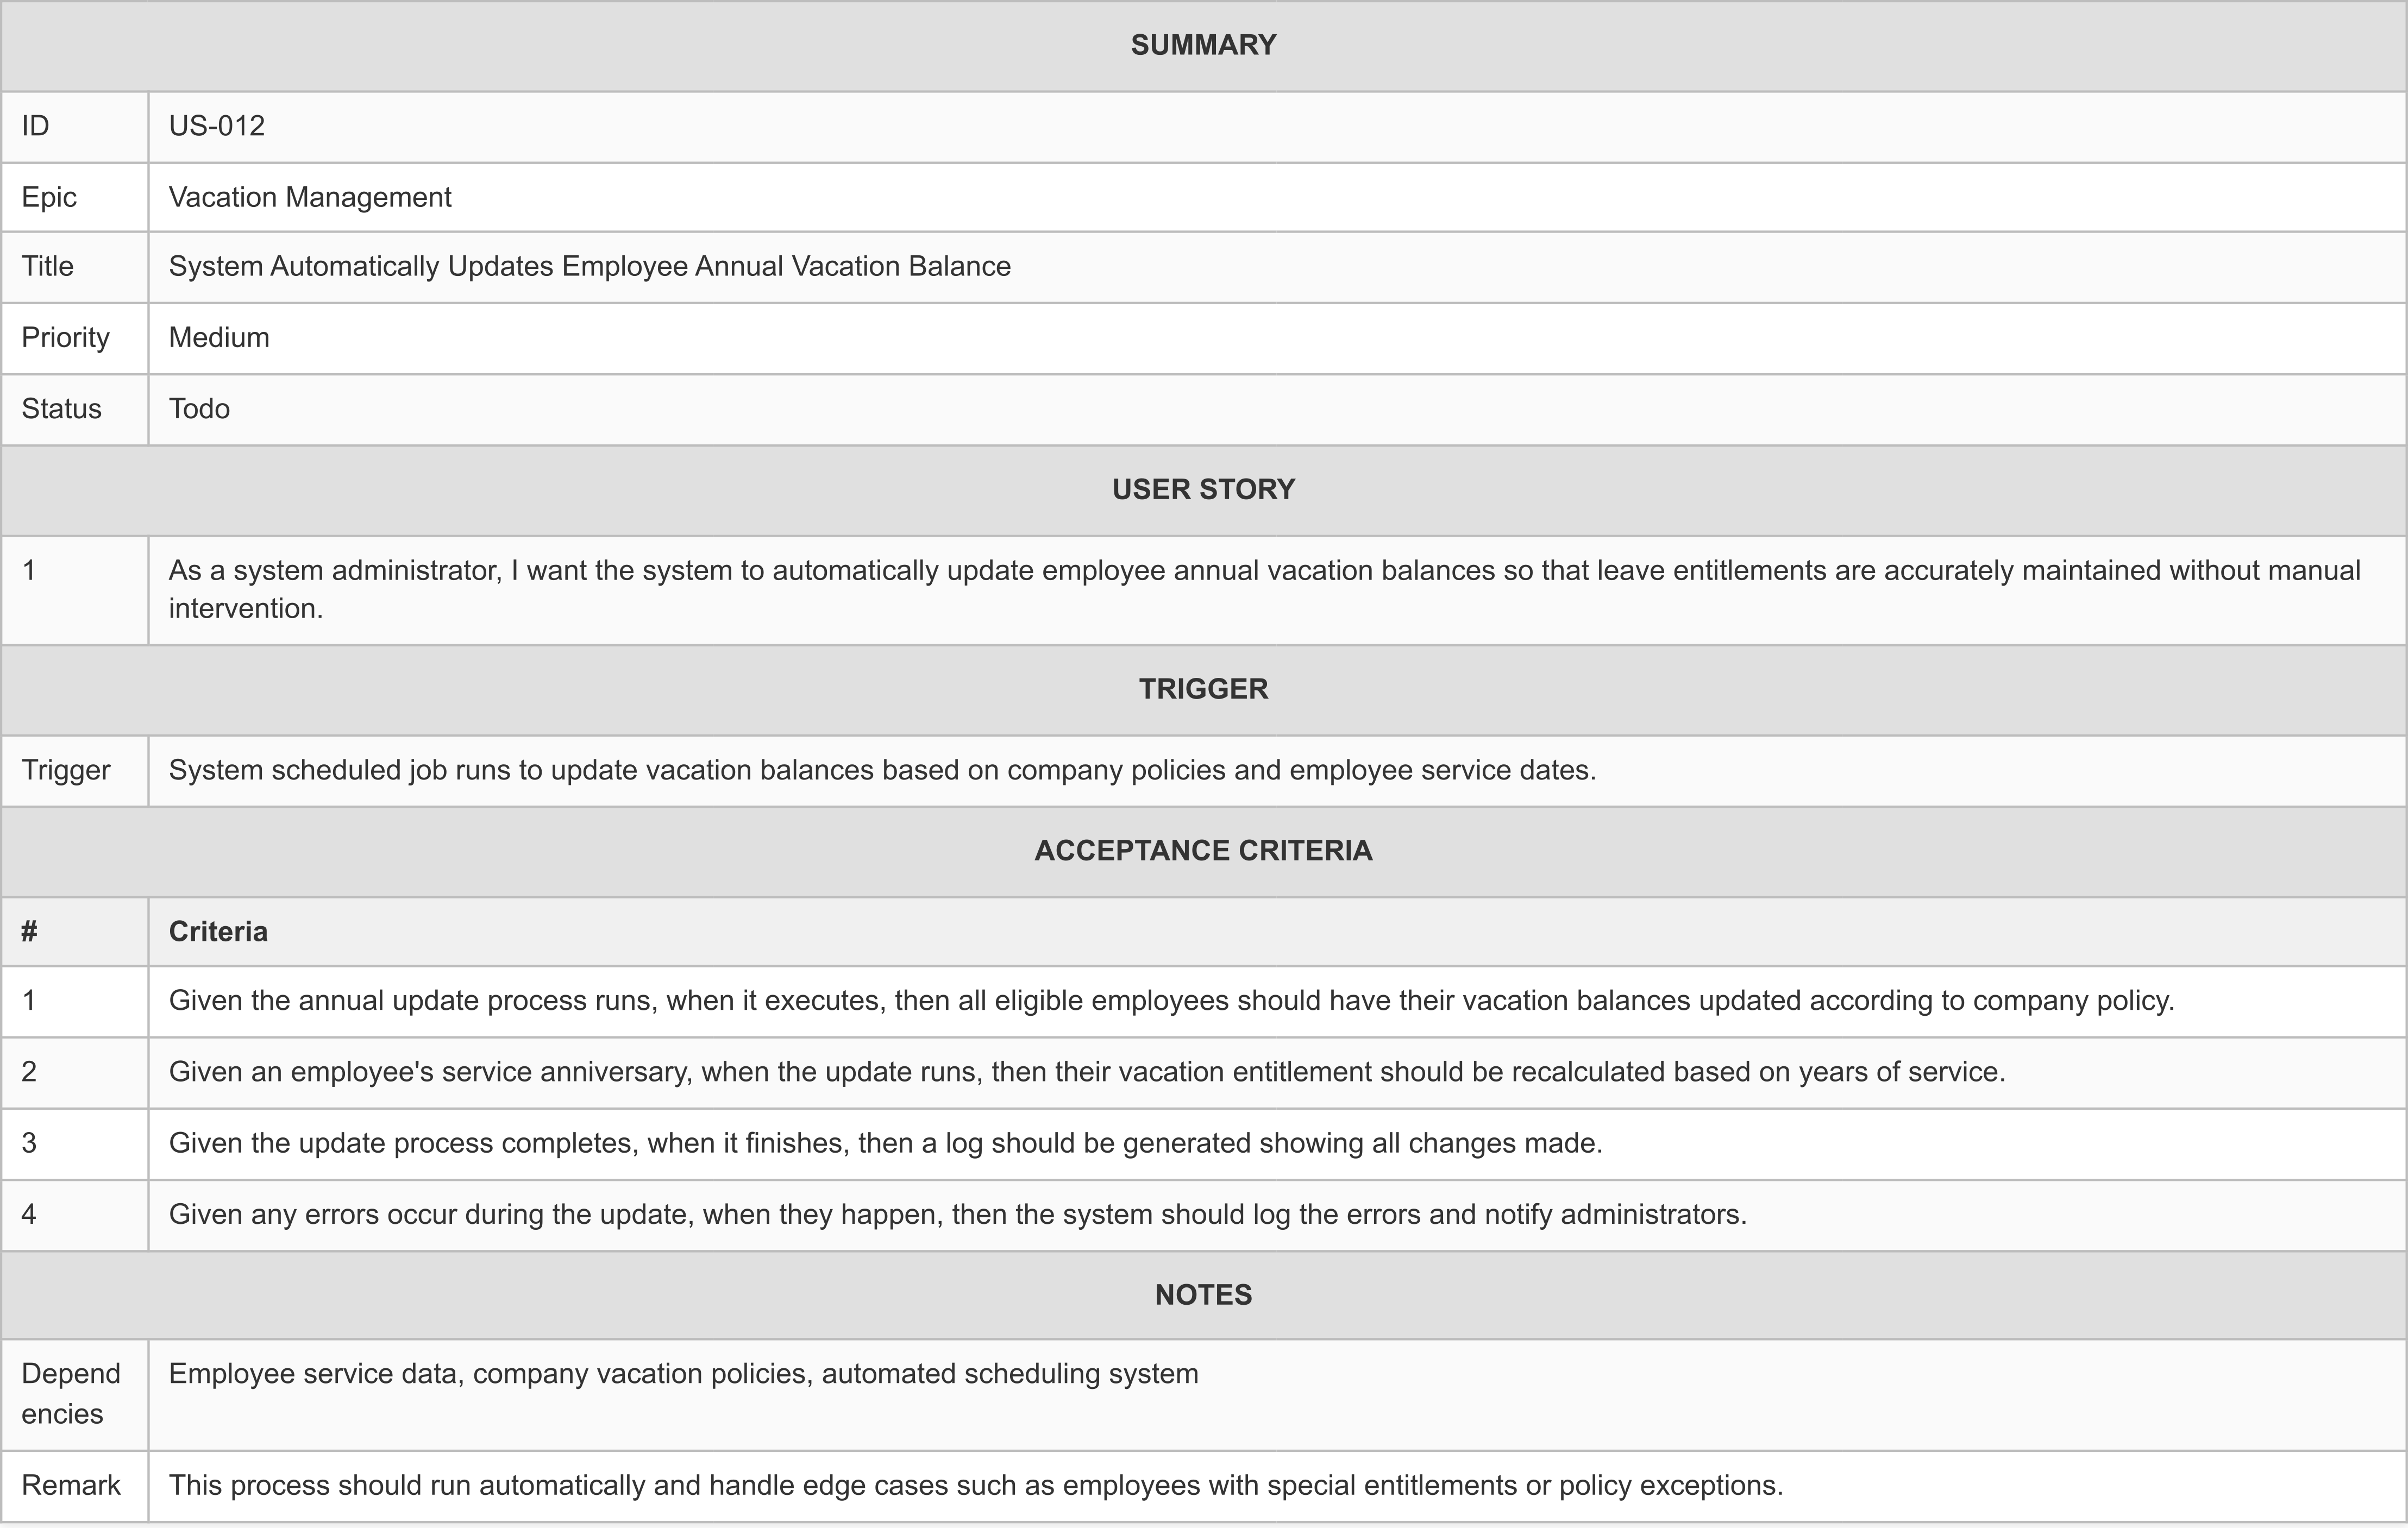 SUMMARY
ID US-012
Epic Vacation Management
Title System Automatically Updates Employee Annual Vacation Balance
Priority Medium
Status Todo
USER STORY
1 As a system administrator, I want the system to automatically update employee annual vacation balances so that leave entitlements are accurately maintained without manual
intervention.
TRIGGER
Trigger System scheduled job runs to update vacation balances based on company policies and employee service dates.
ACCEPTANCE CRITERIA
# Criteria
1 Given the annual update process runs, when it executes, then all eligible employees should have their vacation balances updated according to company policy.
2 Given an employee's service anniversary, when the update runs, then their vacation entitlement should be recalculated based on years of service.
3 Given the update process completes, when it finishes, then a log should be generated showing all changes made.
4 Given any errors occur during the update, when they happen, then the system should log the errors and notify administrators.
NOTES
Depend Employee service data, company vacation policies, automated scheduling system
encies
Remark This process should run automatically and handle edge cases such as employees with special entitlements or policy exceptions.